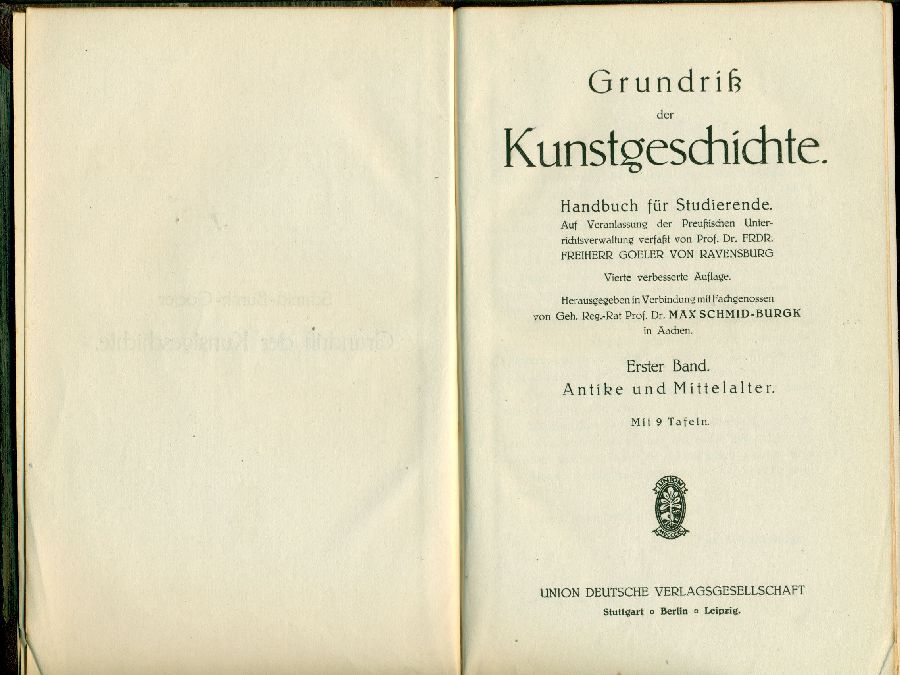 Grundriß
der
Kunstgeschichte.
Handbuch für Studierende.
Auf Veranlassung der Preußischen Unter-
richtsverwaltung verfaßt von Prof. Dr. FRDR.
FREIHERR GOELER VON RAVENSBURG
Vierte verbesserte Auflage.
Herausgegeben in Verbindung mit Fachgenossen
von Geh. Reg.-Rat Prof. Dr. MAX SCHMID-BURGK
in Aachen.
Erster Band.
Antike und Mittelalter.
Mit 9 Tafeln.
UNION
UNION DEUTSCHE VERLAGSGESELLSCHAFT
Stuttgart o Berlin o Leipzig.